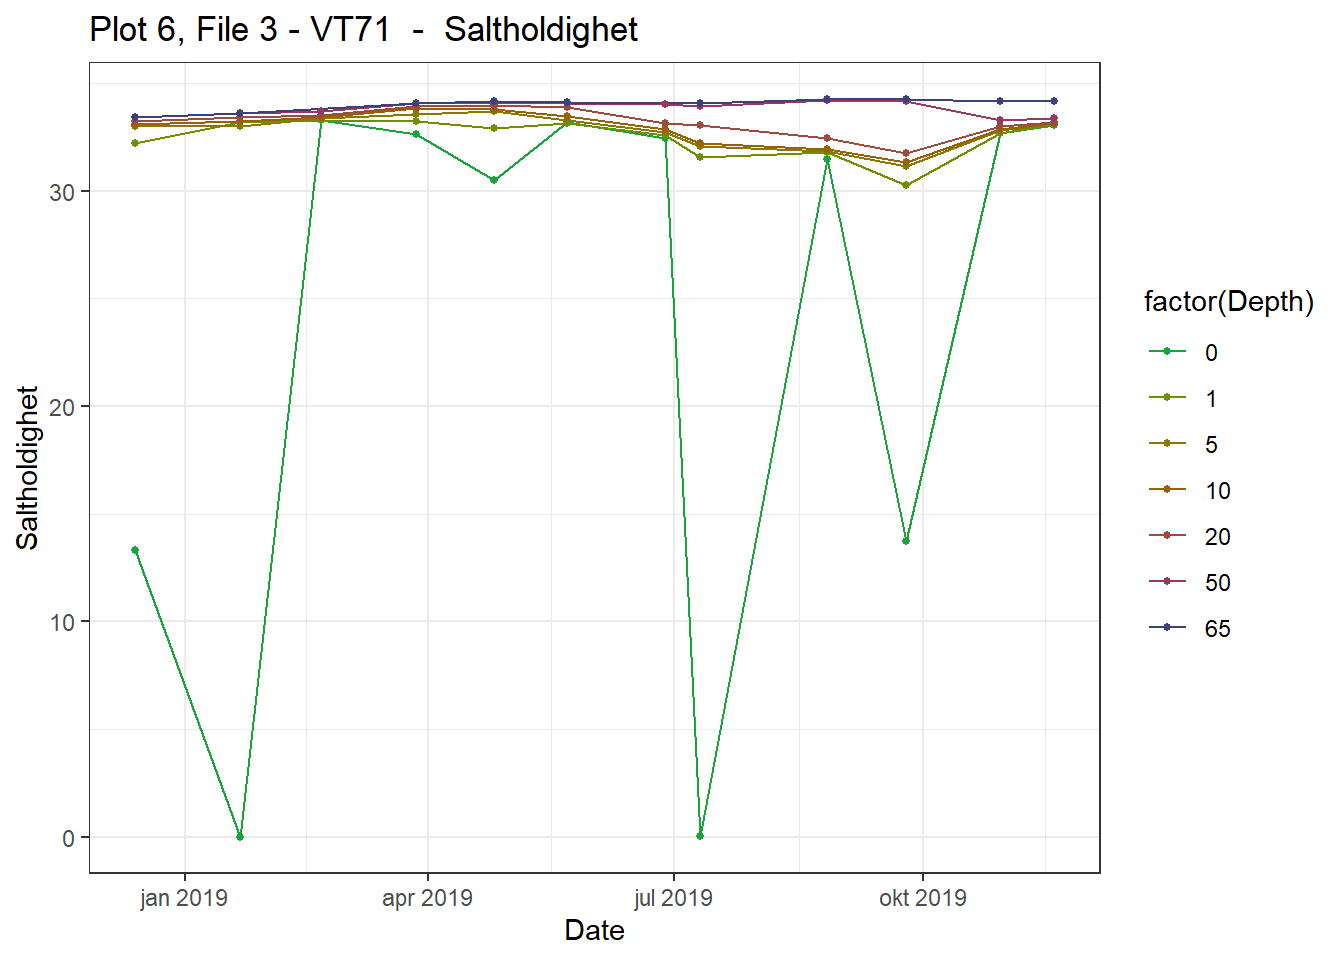 Plot 6, File 3 - VT71  -  Saltholdighet
Saltholdighet
30
20
10
0
jan 2019
apr 2019
jul 2019
okt 2019
Date
factor(Depth)
0
1
5
10
20
50
65